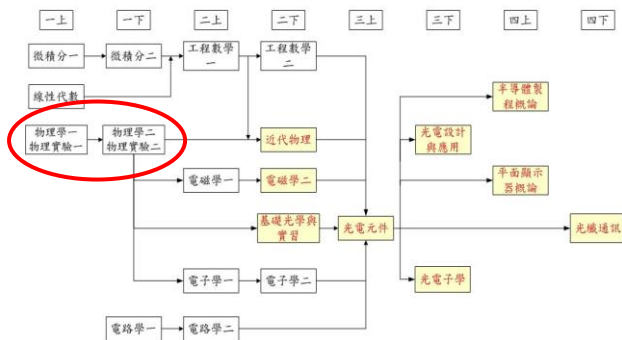 一上 一下 二上 二下 三上 三下 四上 四下
微積分一 微積分二 工程數學一 工程數學二
線性代數
半導體製程概論
物理學一
物理實驗一
物理學二
物理實驗二
近代物理
光電設計與應用
電磁學一 電磁學二
平面顯示器概論
基礎光學與實習
光電元件
光纖通訊
電子學一 電子學二
光電子學
電路學一 電路學二